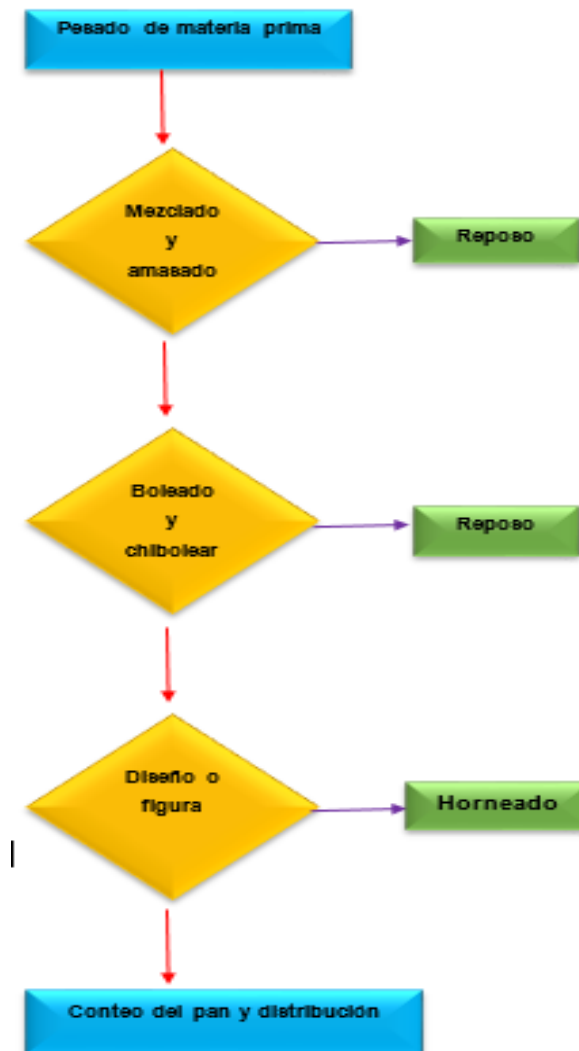 Pesado de materia prima
Mezclado
y
amasado
Reposo
Boleado
y
chibolear
Reposo
Diseño o
figura
Horneado
Conteo del pan y distribución